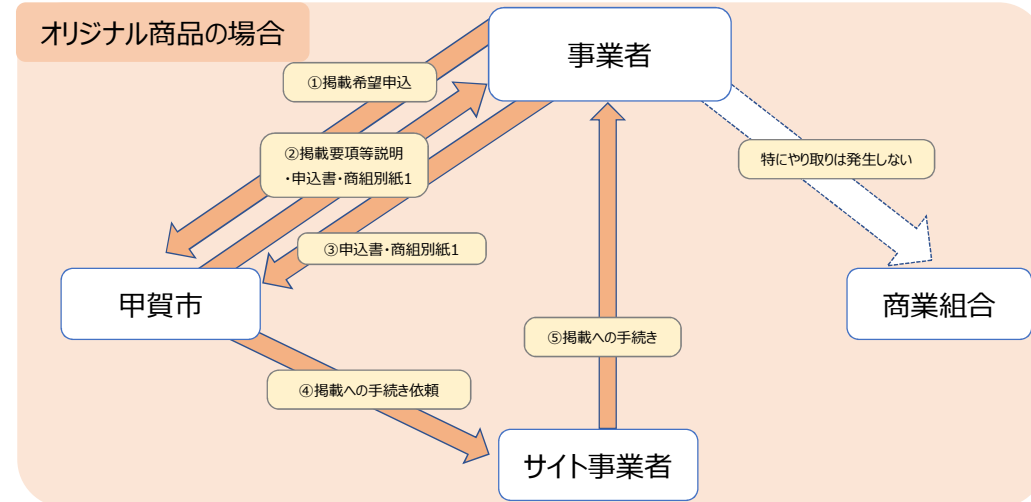 オリジナル商品の場合
事業者
①掲載希望申込
②掲載要項等説明
・申込書・商組別紙1
特にやり取りは発生しない
③申込書・商組別紙1
甲賀市
商業組合
⑤掲載への手続き
④掲載への手続き依頼
サイト事業者